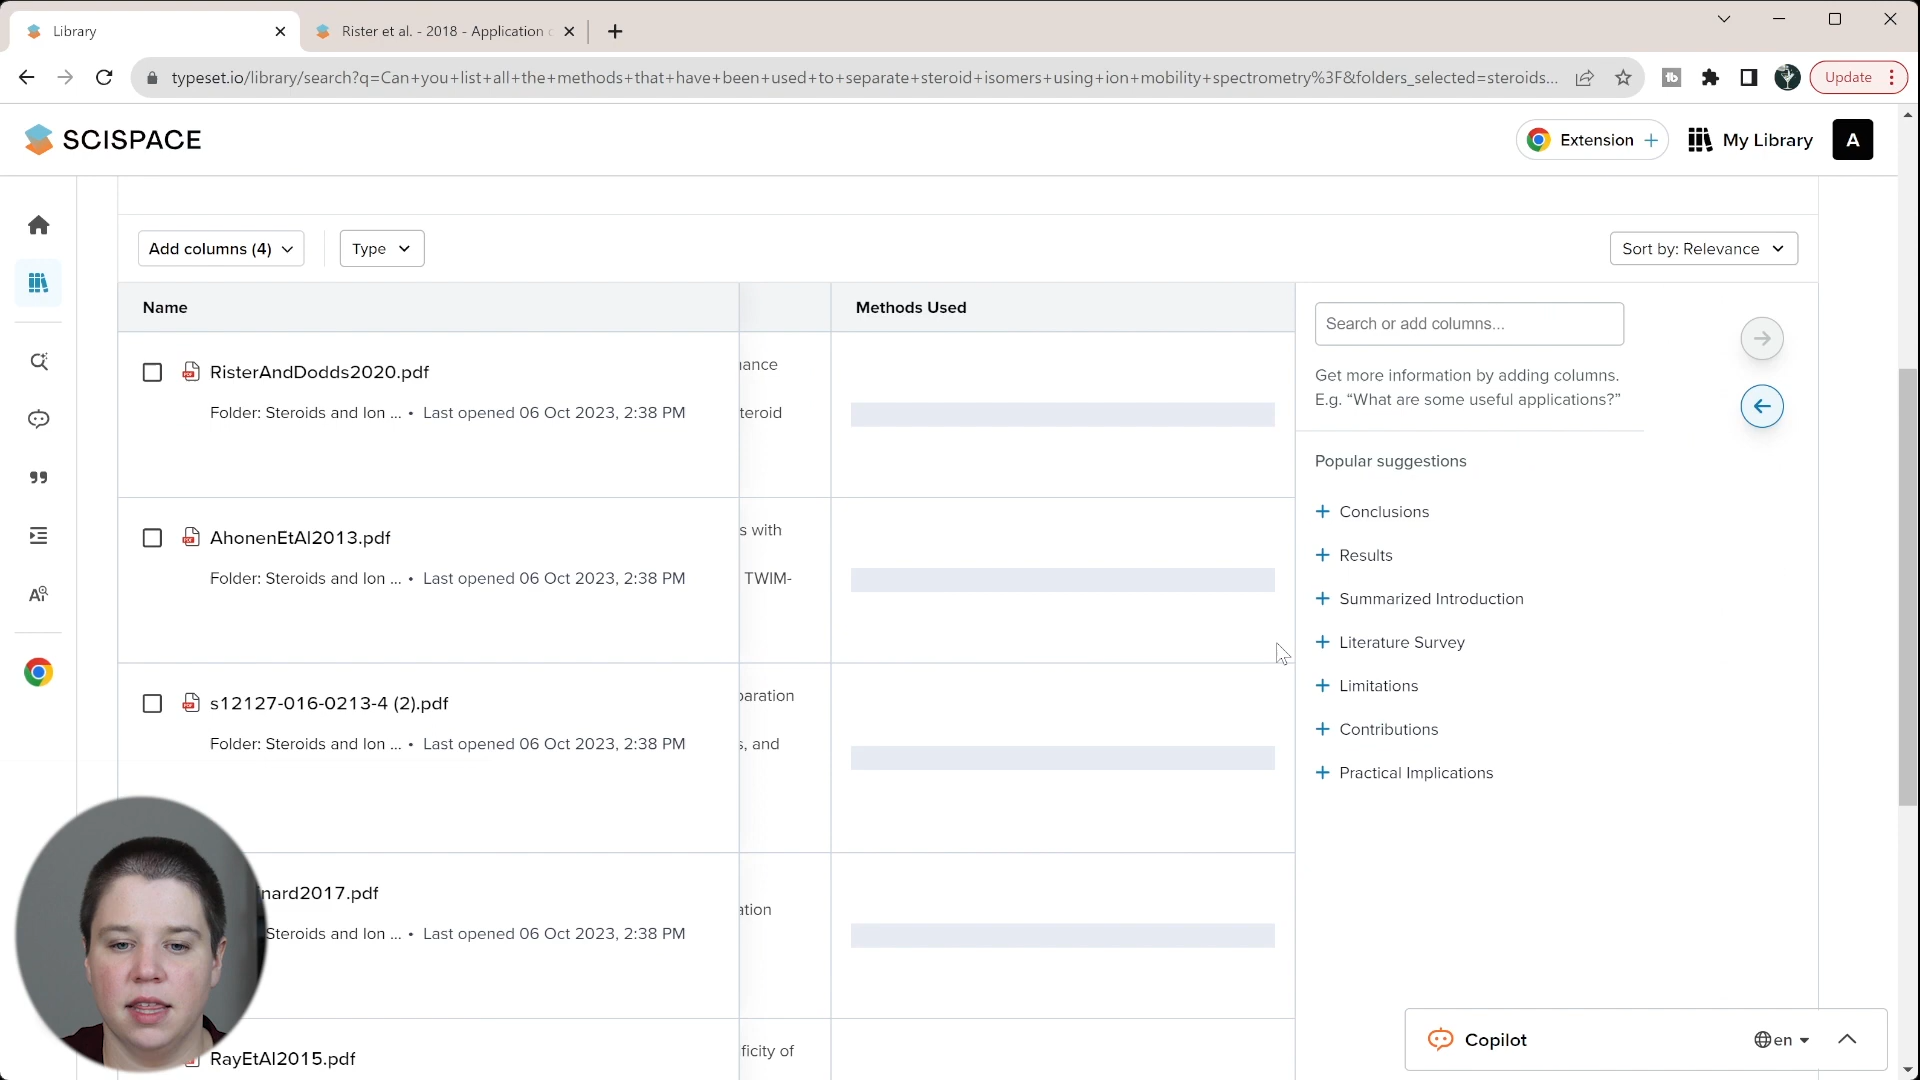 Library
Rister et al. - 2018 - Application
typeset.io/library/search?q=Can+you+list+all+the+methods+that+have+been+used+to+separate+steroid+isomers+using+ion+mobility+spectrometry%3F&folders_selected=steroids...
Update
SCISPACE
Extension +
My Library
A
Add columns (4)
Type
Sort by: Relevance
Name
Methods Used
Search or add columns...
RisterAndDodds2020.pdf
Folder: Steroids and Ion ... • Last opened 06 Oct 2023, 2:38 PM
teroid
Get more information by adding columns.
E.g. “What are some useful applications?”
Popular suggestions
+ Conclusions
+ Results
+ Summarized Introduction
+ Literature Survey
+ Limitations
+ Contributions
+ Practical Implications
AhonenEtAl2013.pdf
s with
Folder: Steroids and Ion ... • Last opened 06 Oct 2023, 2:38 PM
TWIM-
s12127-016-0213-4 (2).pdf
paration
Folder: Steroids and Ion ... • Last opened 06 Oct 2023, 2:38 PM
s, and
nard2017.pdf
ation
Steroids and Ion ... • Last opened 06 Oct 2023, 2:38 PM
RayEtAl2015.pdf
ficity of
Copilot
en